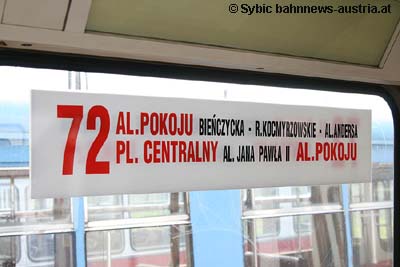 © Sybic bahnnews-austria.at
72 AL.POKOJU BIEŃCZYCKA - R.KOCMYRZOWSKIE - AL.ANDERSA
PL. CENTRALNY AL. JANA PAWŁA II AL.POKOJU